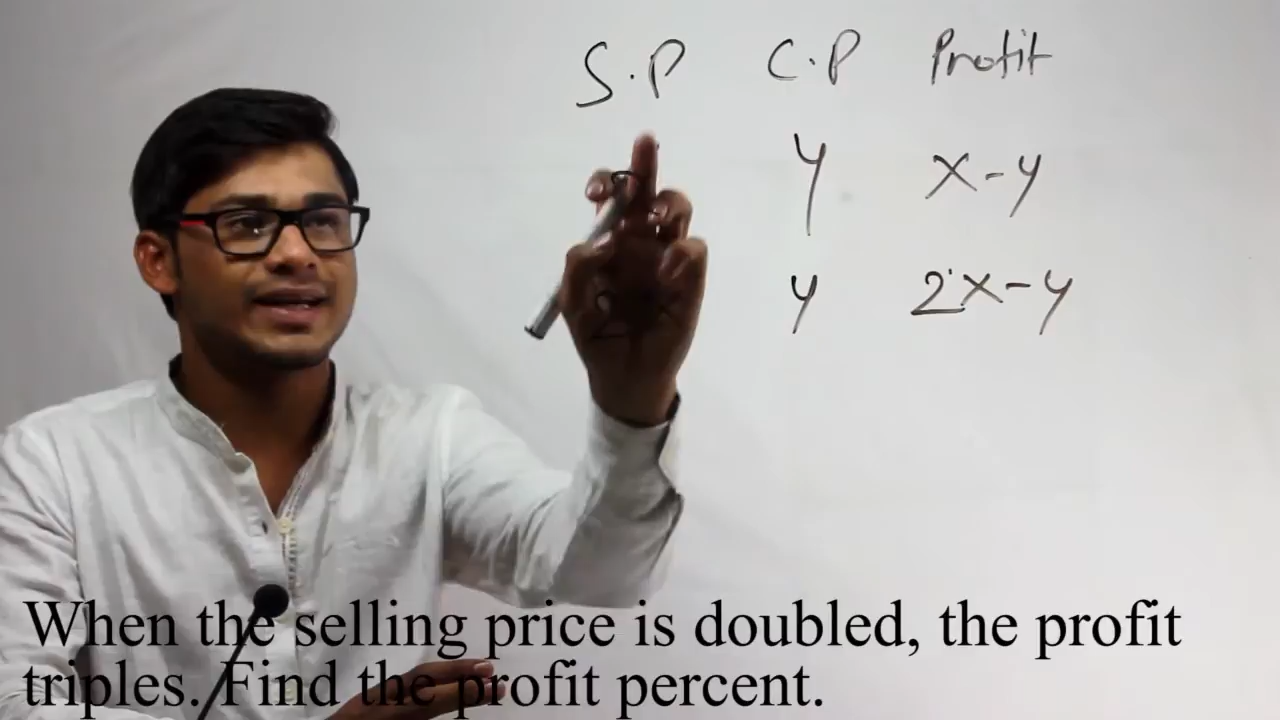 S.P C.P Profit
y x-y
y 2x-y
When the selling price is doubled, the profit
triples. Find the profit percent.